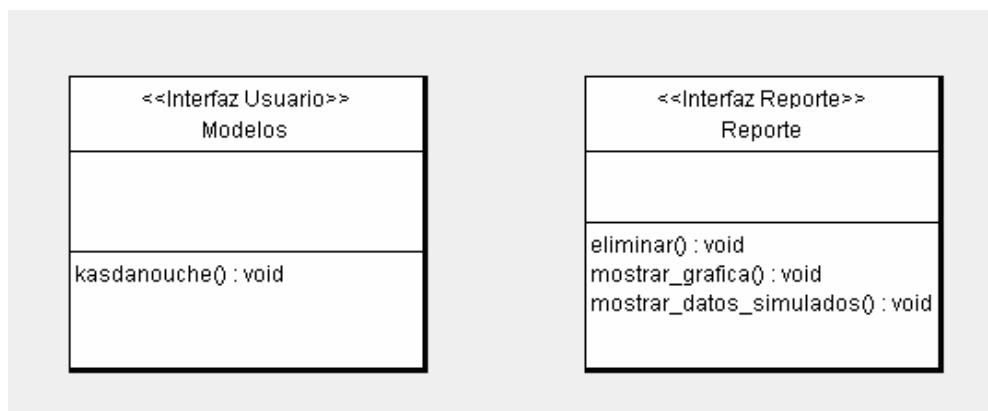 <<Interfaz Usuario>>
Modelos
kasdanouche() : void
<<Interfaz Reporte>>
Reporte
eliminar() : void
mostrar_grafica() : void
mostrar_datos_simulados() : void